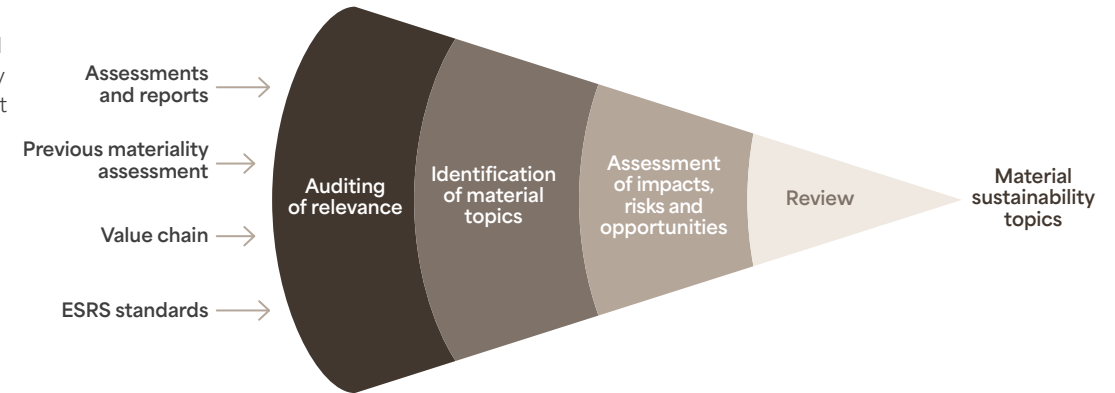 Assessments
and reports
Previous materiality
assessment
Value chain
ESRS standards
Auditing
of relevance
Identification
of material
topics
Assessment
of impacts,
risks and
opportunities
Review
Material
sustainability
topics